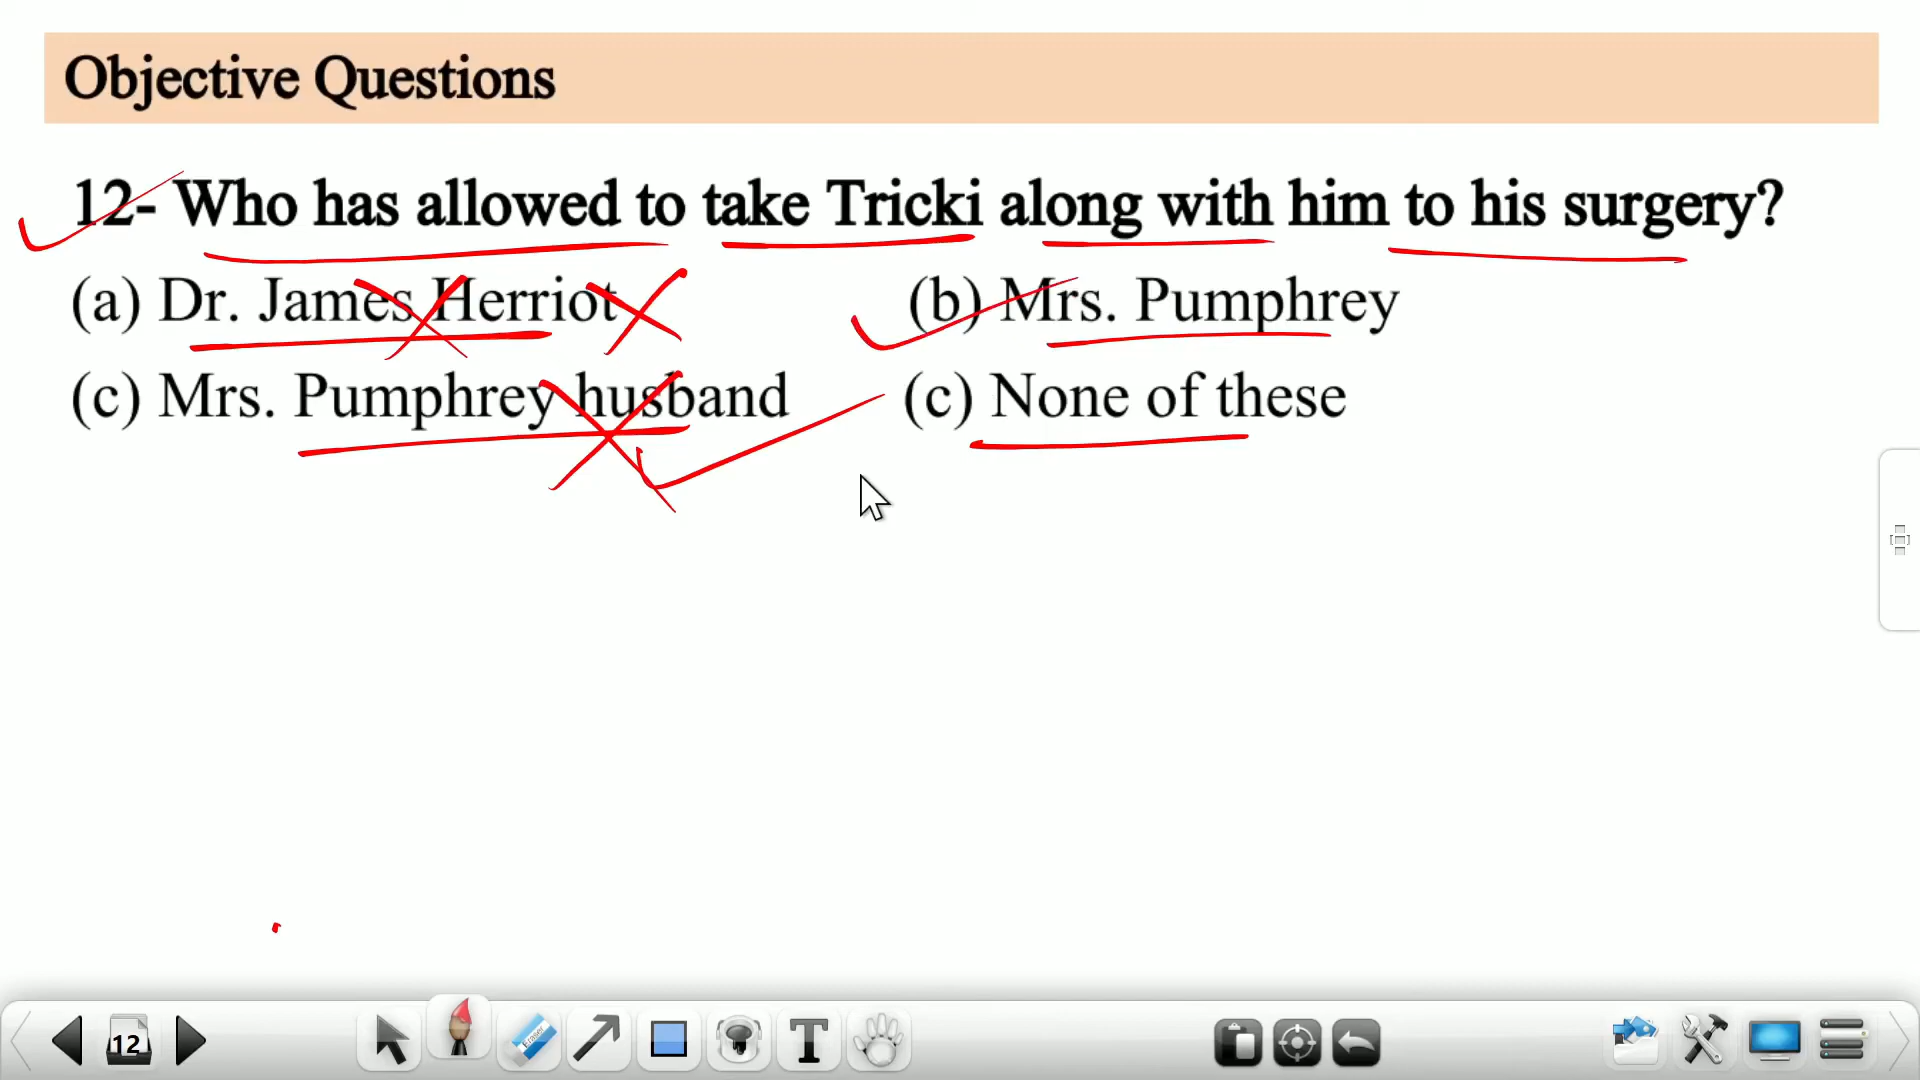 Objective Questions
12- Who has allowed to take Tricki along with him to his surgery?
(a) Dr. James Herriot (b) Mrs. Pumphrey
(c) Mrs. Pumphrey husband (c) None of these
12 Eraser T